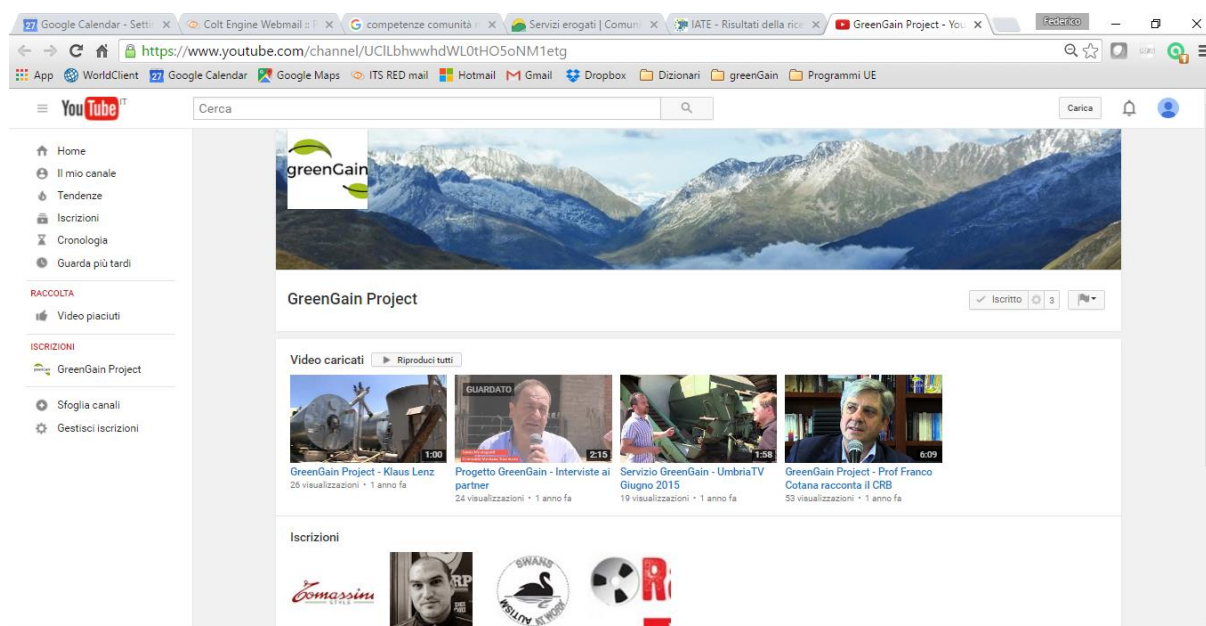 Google Calendar - Setti
Colt Engine Webmail ::
competenze comunità
Servizi erogati | Comun
IATE - Risultati della rice
GreenGain Project - You
Federico
https://www.youtube.com/channel/UClLbhwwhdWL0tHO5oNM1etg
App WorldClient Google Calendar Google Maps ITS RED mail Hotmail Gmail Dropbox Dizionari greenGain Programmi UE
YouTube IT
Cerca
Carica
Home
Il mio canale
Tendenze
Iscrizioni
Cronologia
Guarda più tardi
RACCOLTA
Video piaciuti
ISCRIZIONI
GreenGain Project
Sfoglia canali
Gestisci iscrizioni
greenGain
GreenGain Project
Iscritto 3
Video caricati Riproduci tutti
1:00
GreenGain Project - Klaus Lenz
26 visualizzazioni • 1 anno fa
GUARDATO
2:15
Progetto GreenGain - Interviste ai
partner
24 visualizzazioni • 1 anno fa
1:58
Servizio GreenGain - UmbriaTV
Giugno 2015
19 visualizzazioni • 1 anno fa
6:09
GreenGain Project - Prof Franco
Cotana racconta il CRB
53 visualizzazioni • 1 anno fa
Iscrizioni
Tomassini
STYLE
RP
SWANS
AUTISM AT WORK
R